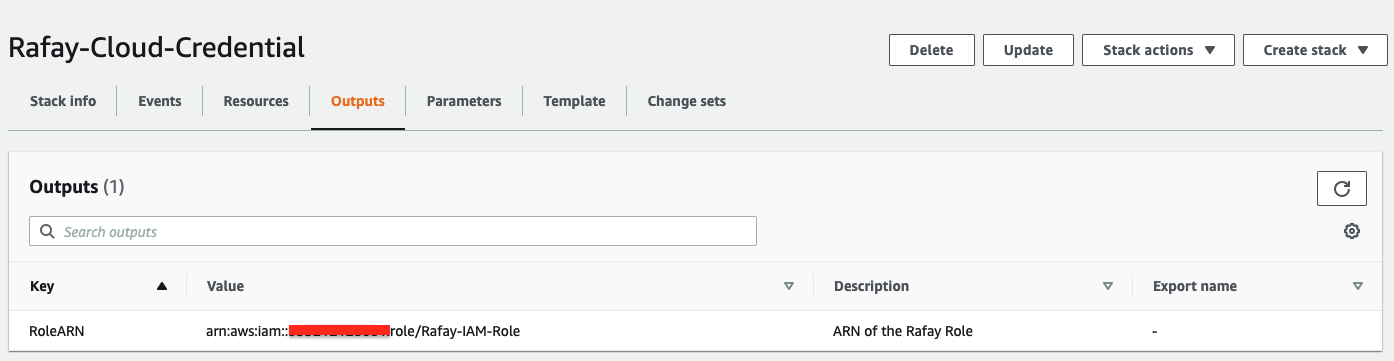 Rafay-Cloud-Credential
Delete Update Stack actions Create stack
Stack info Events Resources Outputs Parameters Template Change sets
Outputs (1)
Search outputs
Key Value Description Export name
RoleARN arn:aws:iam:: role/Rafay-IAM-Role ARN of the Rafay Role -